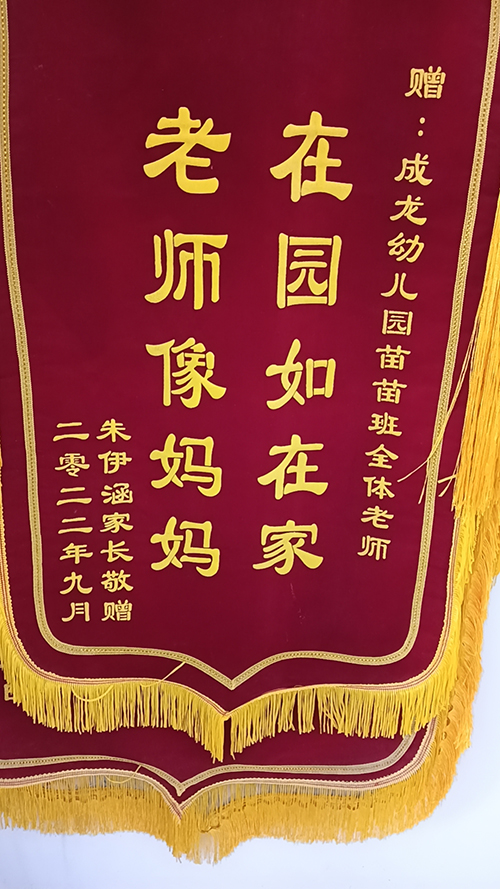 赠：成龙幼儿园苗苗班全体老师
在园如在家
老师像妈妈
朱伊涵家长敬赠
二零二二年九月